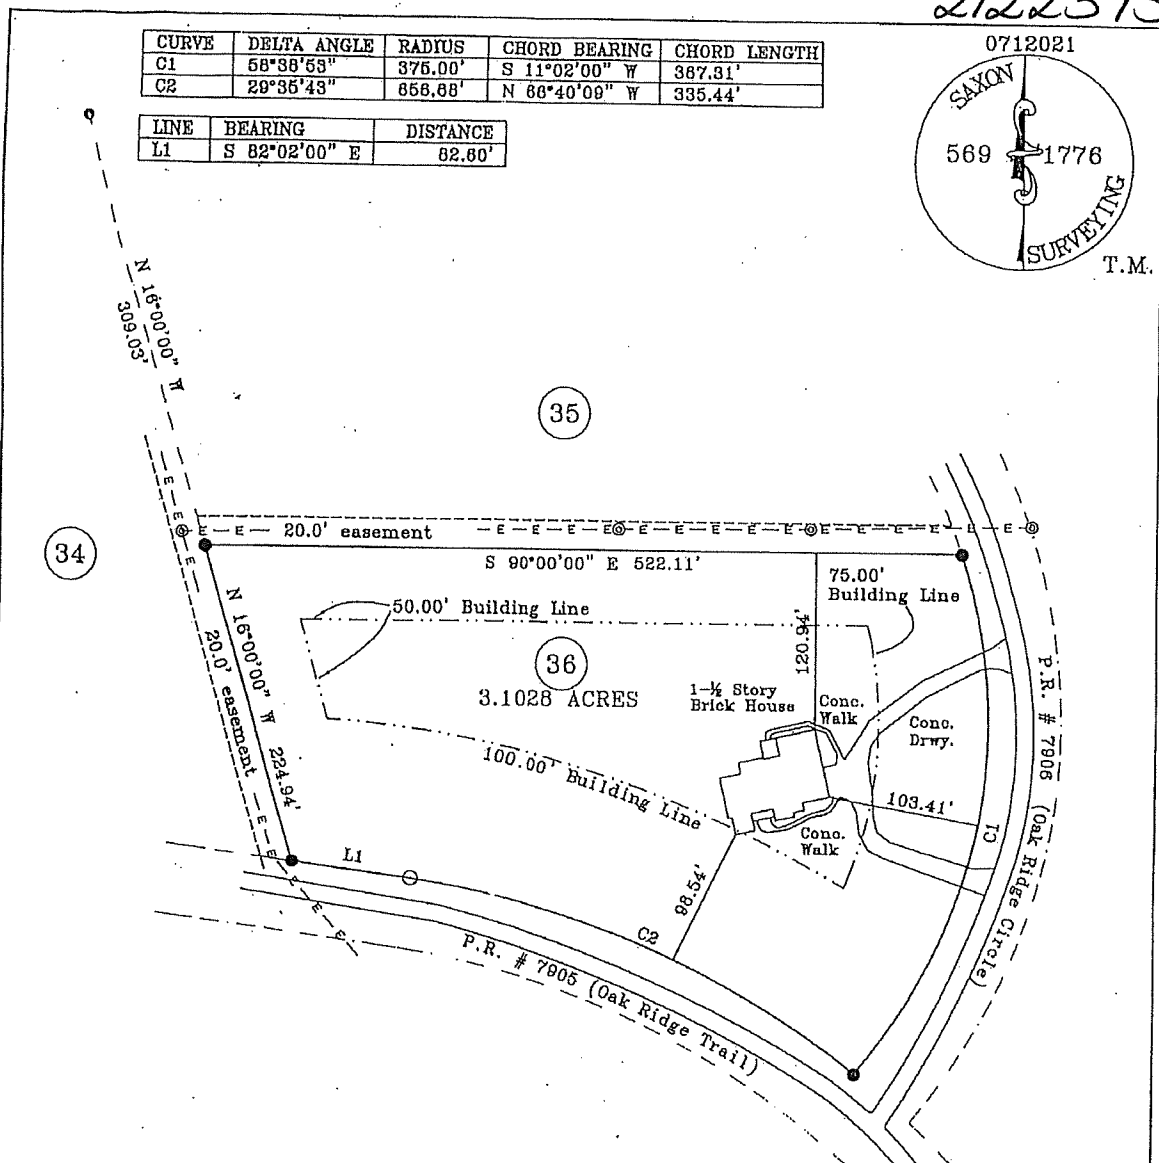 2122575
0712021
CURVE DELTA ANGLE RADIUS CHORD BEARING CHORD LENGTH
C1 58°38'53" 375.00' S 11°02'00" W 367.31'
C2 29°35'43" 656.68' N 66°40'09" W 335.44'
LINE BEARING DISTANCE
L1 S 82°02'00" E 82.60'
SAXON
569 1776
SURVEYING
T.M.
N 16°00'00" W
309.03'
35
34
E E 20.0' easement E E E E E E E E E E E
S 90°00'00" E 522.11'
75.00'
Building Line
50.00' Building Line
N 16°00'00" W 224.94'
20.0' easement
36
3.1028 ACRES
120.94'
1-½ Story
Brick House
Conc.
Walk
Conc.
Drwy.
P.R. # 7906 (Oak Ridge Circle)
100.00' Building Line
103.41'
C1
Conc.
Walk
L1
98.54'
C2
P.R. # 7905 (Oak Ridge Trail)